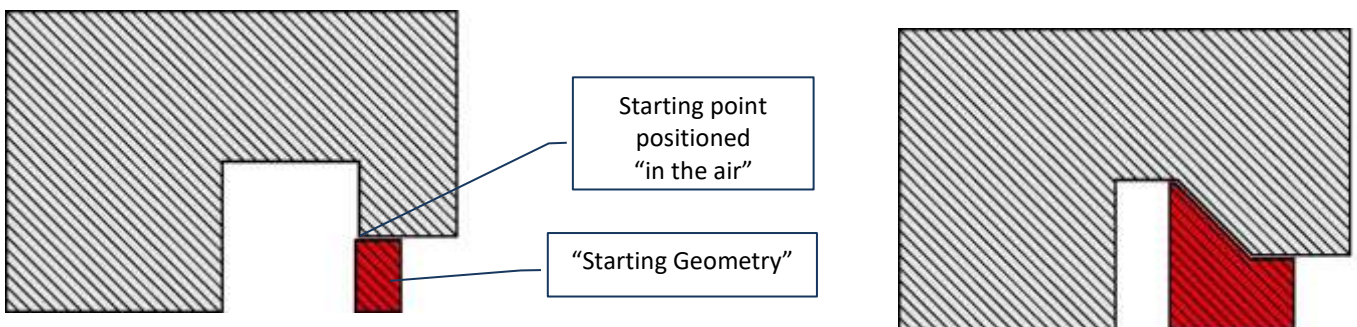 Starting point
positioned
“in the air”
“Starting Geometry”